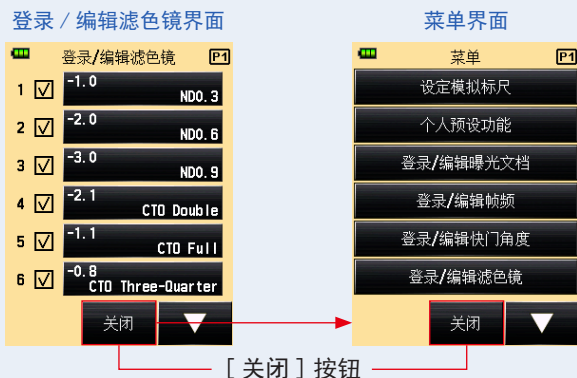 登录 / 编辑滤色镜界面
登录/编辑滤色镜 P1
1 -1.0 ND0.3
2 -2.0 ND0.6
3 -3.0 ND0.9
4 -2.1 CTO Double
5 -1.1 CTO Full
6 -0.8 CTO Three-Quarter
关闭
菜单界面
菜单 P1
设定模拟标尺
个人预设功能
登录/编辑曝光文档
登录/编辑帧频
登录/编辑快门角度
登录/编辑滤色镜
关闭
[ 关闭 ] 按钮